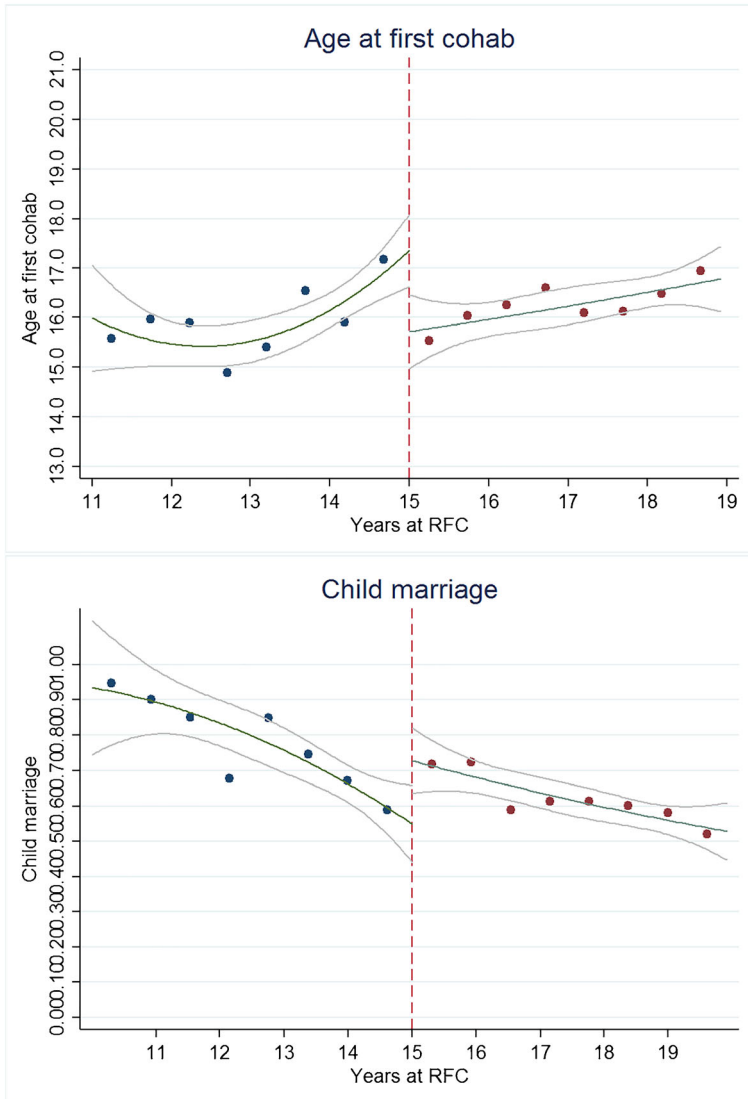 Age at first cohab
Age at first cohab
21.0
20.0
19.0
18.0
17.0
16.0
15.0
14.0
13.0
11 12 13 14 15 16 17 18 19
Years at RFC
Child marriage
Child marriage
0.000.100.200.300.400.500.600.700.800.901.00
11 12 13 14 15 16 17 18 19
Years at RFC